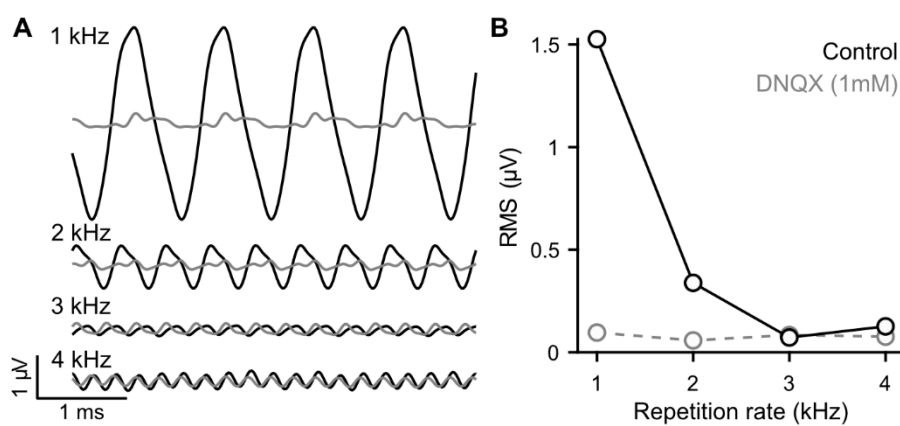 A
1 kHz
2 kHz
3 kHz
4 kHz
1 µV
1 ms
B
Control
DNQX (1mM)
1.5
1
0.5
0
RMS (µV)
1 2 3 4
Repetition rate (kHz)